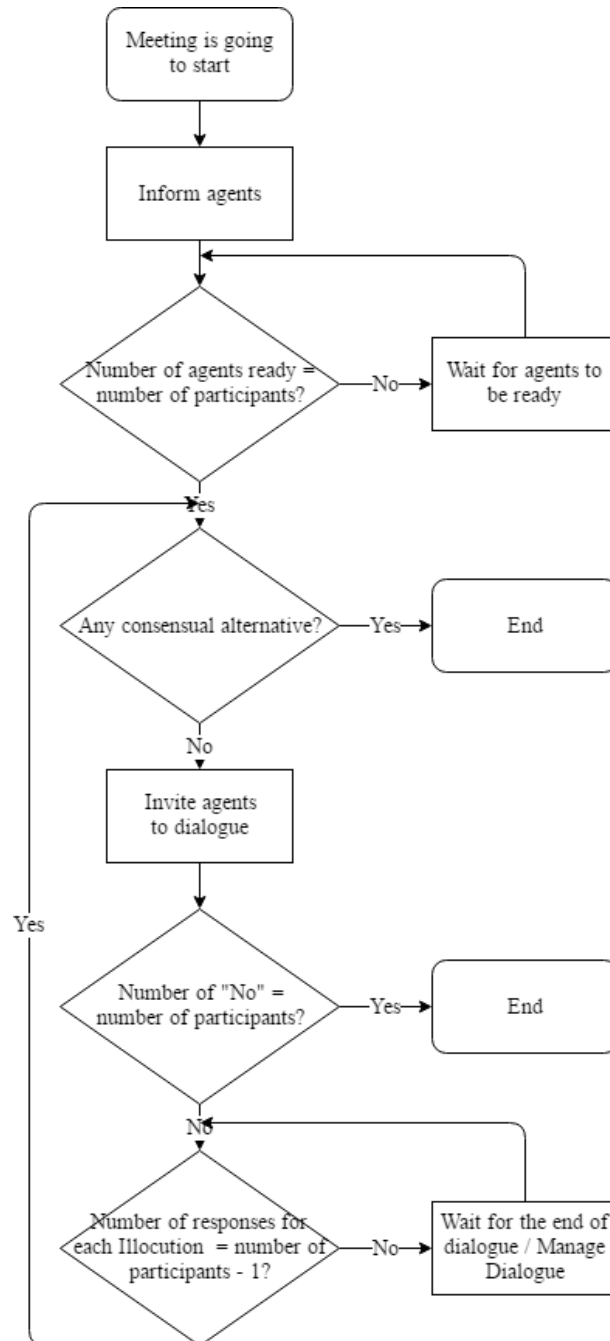 Meeting is going
to start
Inform agents
Number of agents ready =
number of participants?
No
Wait for agents to
be ready
Yes
Any consensual alternative?
Yes
End
No
Invite agents
to dialogue
Yes
Number of "No" =
number of participants?
Yes
End
No
Number of responses for
each Illocution = number of
participants - 1?
No
Wait for the end of
dialogue / Manage
Dialogue